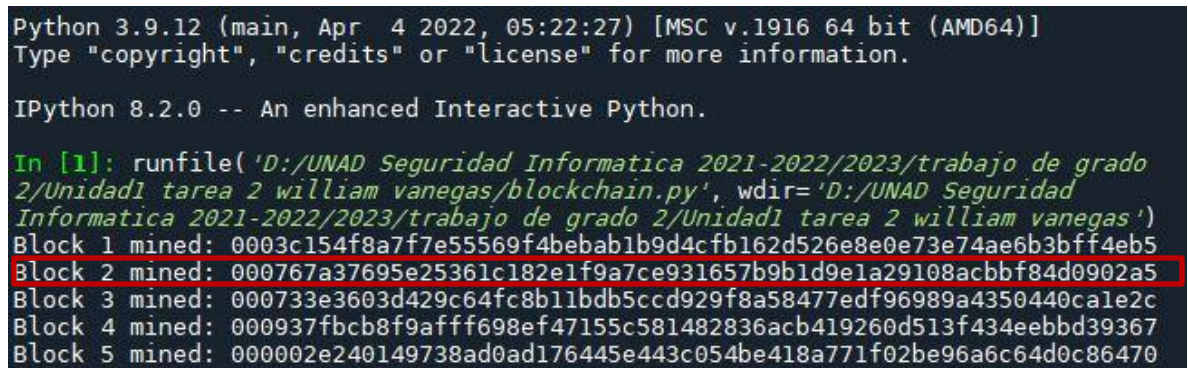 Python 3.9.12 (main, Apr  4 2022, 05:22:27) [MSC v.1916 64 bit (AMD64)]
Type "copyright", "credits" or "license" for more information.
IPython 8.2.0 -- An enhanced Interactive Python.
In [1]: runfile('D:/UNAD Seguridad Informatica 2021-2022/2023/trabajo de grado
2/Unidad1 tarea 2 william vanegas/blockchain.py', wdir='D:/UNAD Seguridad
Informatica 2021-2022/2023/trabajo de grado 2/Unidad1 tarea 2 william vanegas')
Block 1 mined: 0003c154f8a7f7e55569f4bebab1b9d4cfb162d526e8e0e73e74ae6b3bff4eb5
Block 2 mined: 000767a37695e25361c182e1f9a7ce931657b9b1d9e1a29108acbbf84d0902a5
Block 3 mined: 000733e3603d429c64fc8b11bdb5ccd929f8a58477edf96989a4350440ca1e2c
Block 4 mined: 000937fbcb8f9afff698ef47155c581482836acb419260d513f434eebbd39367
Block 5 mined: 000002e240149738ad0ad176445e443c054be418a771f02be96a6c64d0c86470